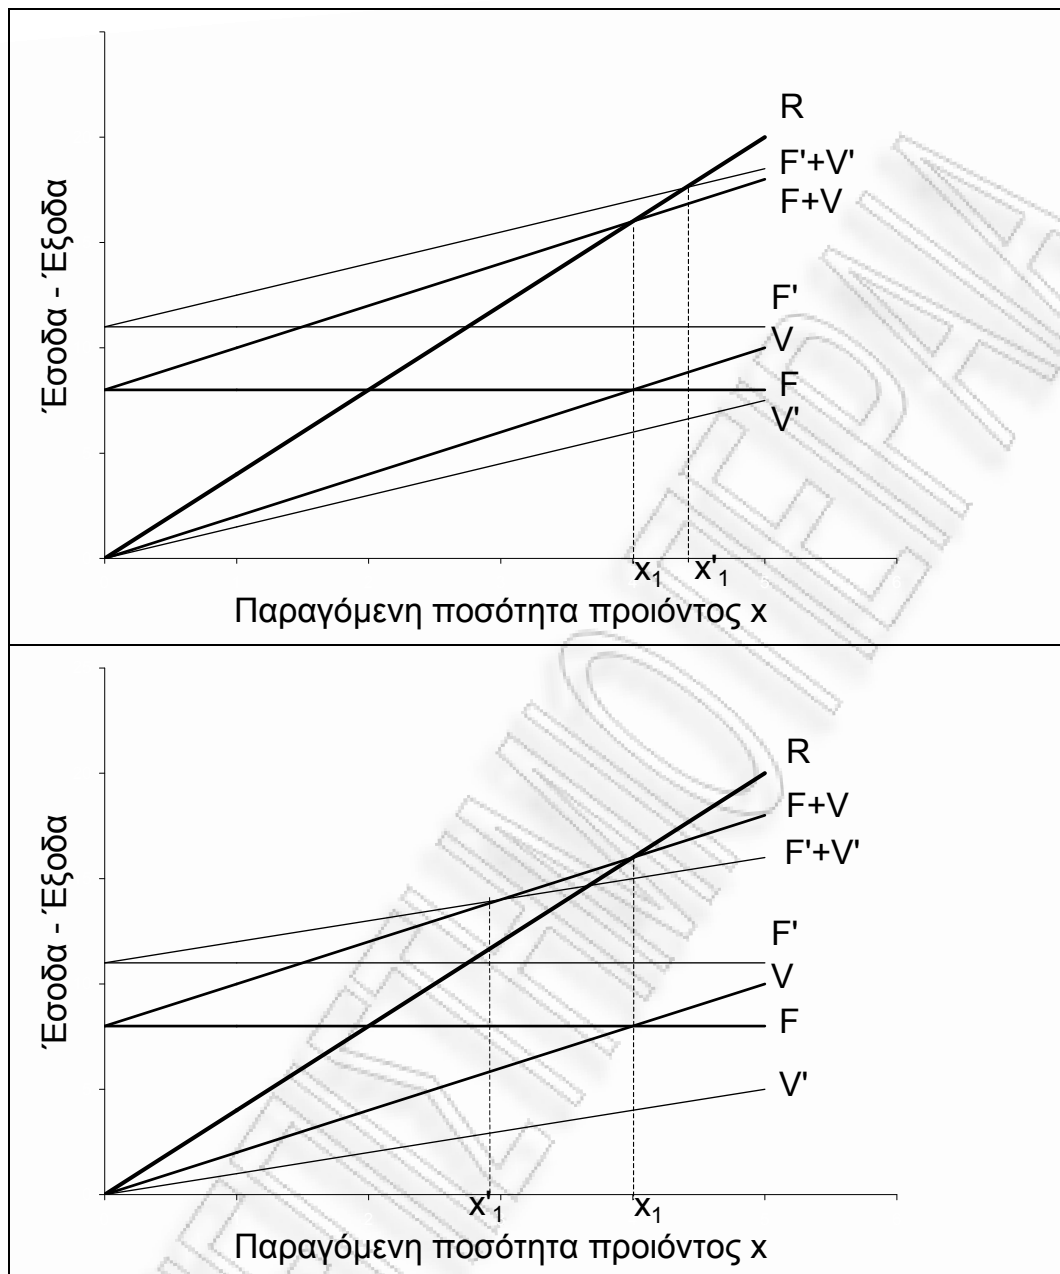 R
F'+V'
F+V
F'
V
F
V'
Έσοδα - Έξοδα
x₁ x'₁
Παραγόμενη ποσότητα προιόντος x
R
F+V
F'+V'
F'
V
F
V'
Έσοδα - Έξοδα
x'₁ x₁
Παραγόμενη ποσότητα προιόντος x